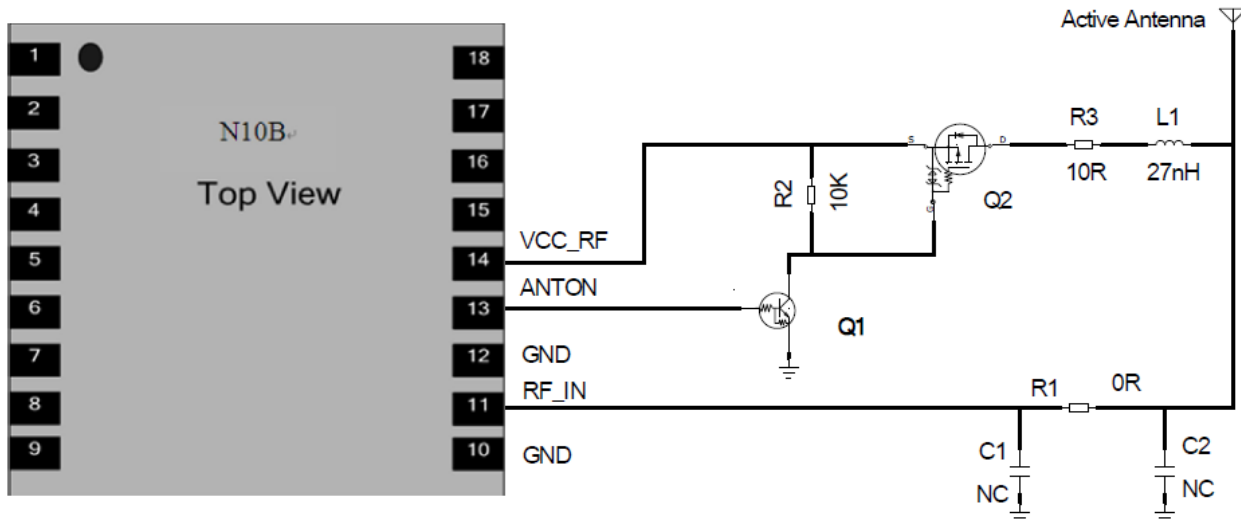 Active Antenna
1
18
2
17
N10B
R3
L1
3
16
S
D
10R
27nH
Top View
R2
10K
G
Q2
4
15
VCC_RF
5
14
ANTON
6
13
Q1
7
12
GND
RF_IN
R1
0R
8
11
C1
C2
9
10
GND
NC
NC